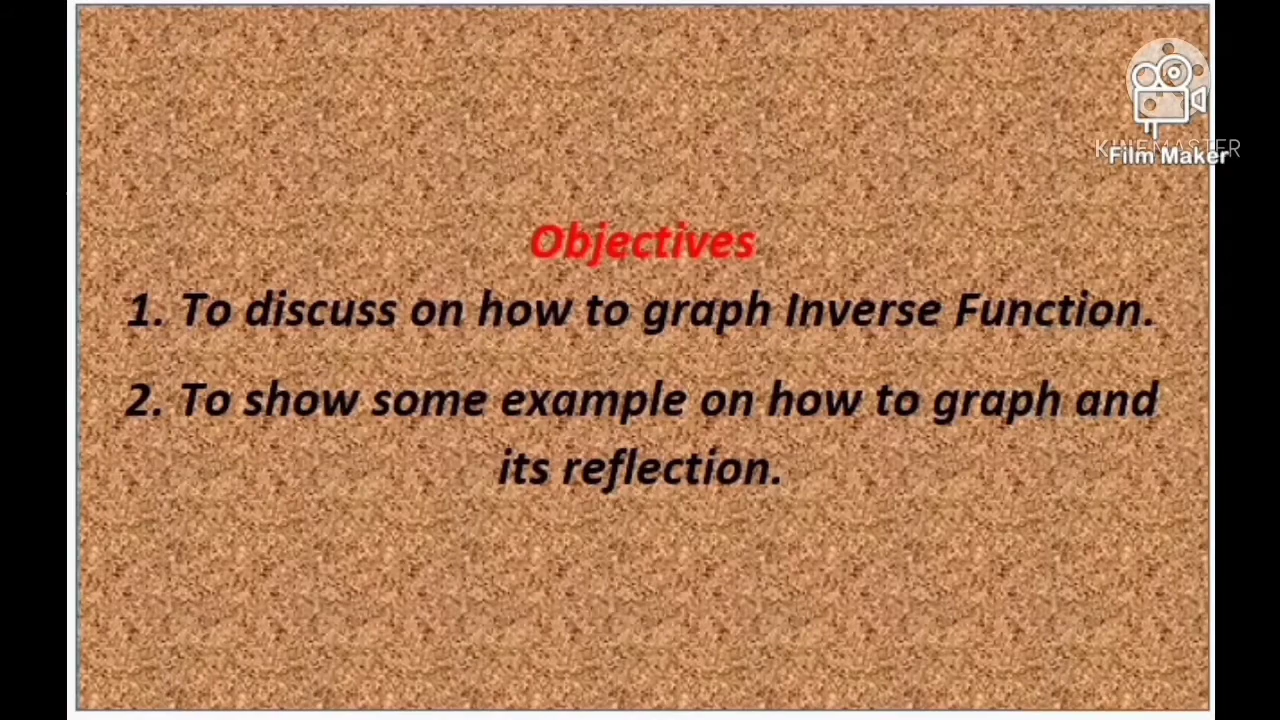 KINEMASTER
Film Maker
Objectives
1. To discuss on how to graph Inverse Function.
2. To show some example on how to graph and
its reflection.